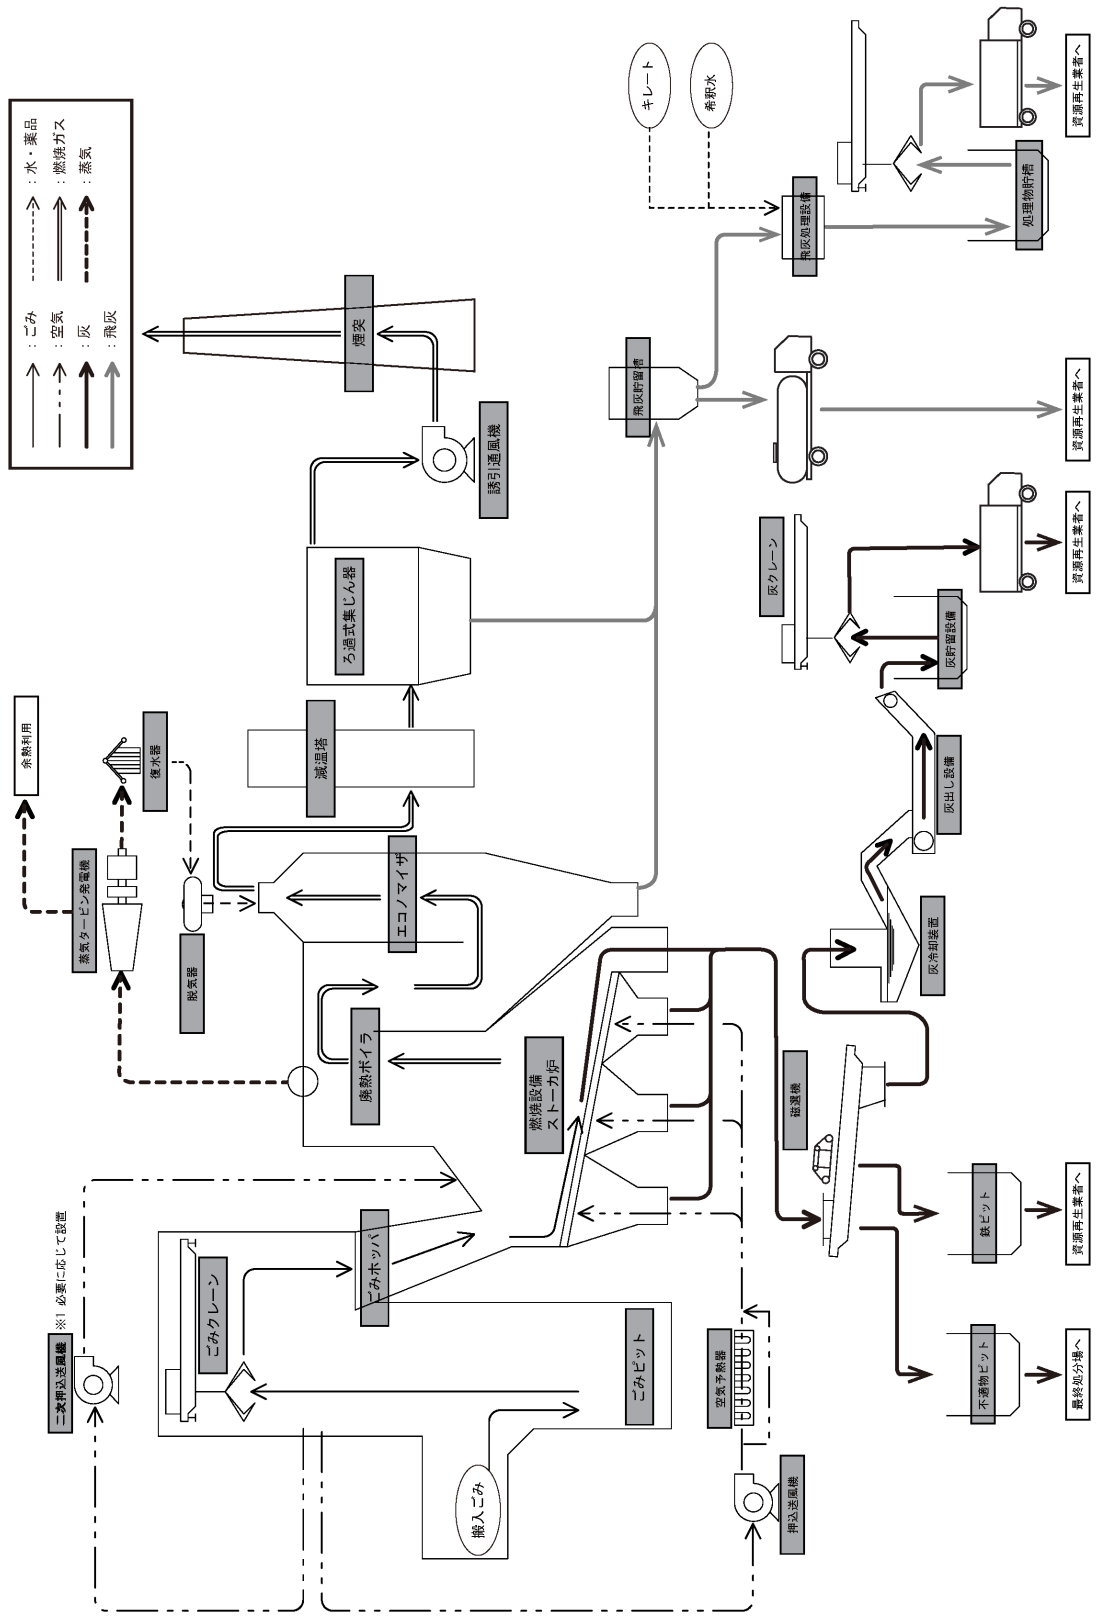 ：ごみ
：空気
：灰
：飛灰
：水・薬品
：燃焼ガス
：蒸気
二次押込送風機
※1 必要に応じて設置
ごみクレーン
ごみホッパ
ごみピット
搬入ごみ
押込送風機
空気予熱器
余熱利用
蒸気タービン発電機
復水器
脱気器
廃熱ボイラ
エコノマイザ
燃焼設備
ストーカ炉
減温塔
ろ過式集じん器
誘引通風機
煙突
飛灰貯留槽
キレート
希釈水
飛灰処理設備
処理物貯槽
資源再生業者へ
資源再生業者へ
灰クレーン
灰貯留設備
資源再生業者へ
灰出し設備
灰冷却装置
磁選機
鉄ピット
資源再生業者へ
不適物ピット
最終処分場へ